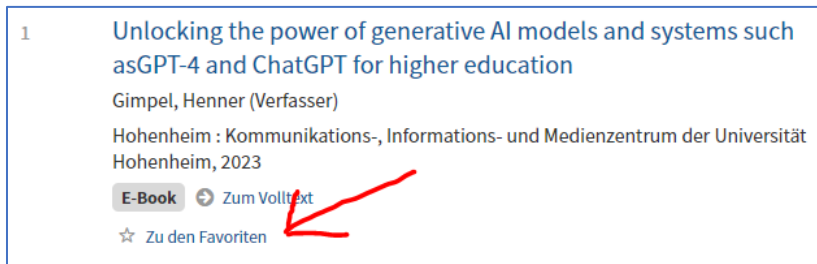 1
Unlocking the power of generative AI models and systems such
asGPT-4 and ChatGPT for higher education
Gimpel, Henner (Verfasser)
Hohenheim : Kommunikations-, Informations- und Medienzentrum der Universität
Hohenheim, 2023
E-Book Zum Volltext
Zu den Favoriten